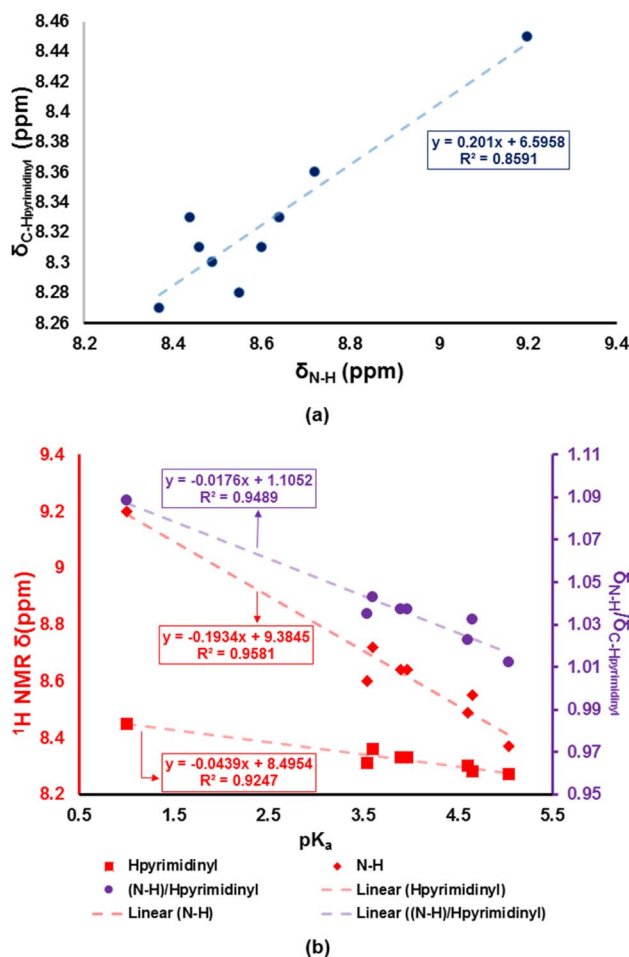 8.46
8.44
8.42
8.4
8.38
8.36
8.34
8.32
8.3
8.28
8.26
δC-Hpyrimidinyl (ppm)
y = 0.201x + 6.5958
R² = 0.8591
8.2 8.4 8.6 8.8 9 9.2 9.4
δN-H (ppm)
(a)
9.4
9.2
9
8.8
8.6
8.4
8.2
¹H NMR δ(ppm)
y = -0.0176x + 1.1052
R² = 0.9489
y = -0.1934x + 9.3845
R² = 0.9581
y = -0.0439x + 8.4954
R² = 0.9247
1.11
1.09
1.07
1.05
1.03
1.01
0.99
0.97
0.95
δN-H/δC-Hpyrimidinyl
0.5 1.5 2.5 3.5 4.5 5.5
pKa
Hpyrimidinyl N-H
(N-H)/Hpyrimidinyl Linear (Hpyrimidinyl)
Linear (N-H) Linear ((N-H)/Hpyrimidinyl)
(b)